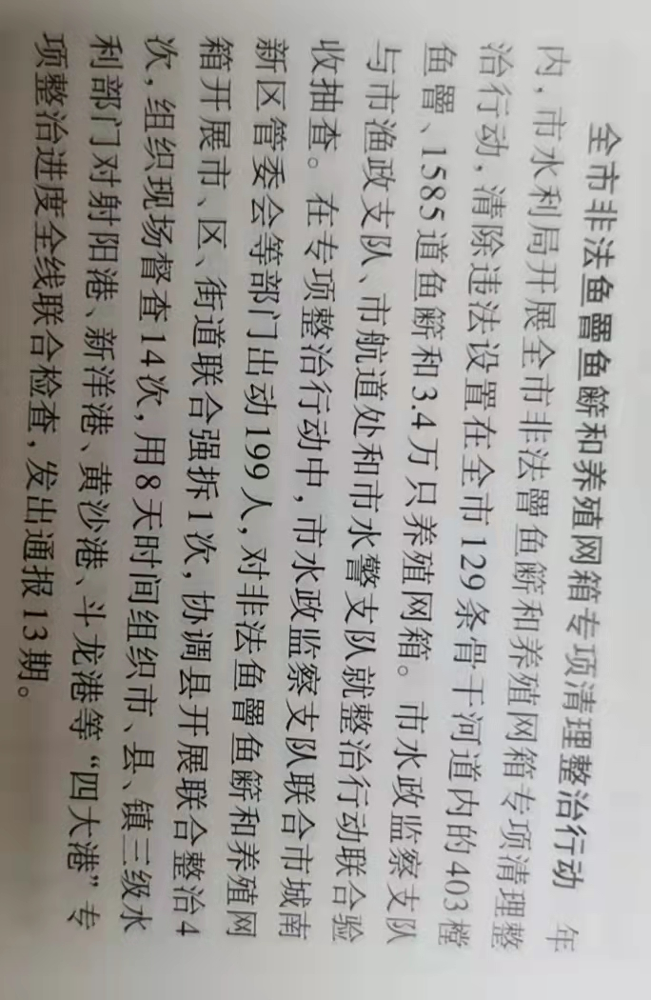 全市非法鱼罾鱼簖和养殖网箱专项清理整治行动　年
内，市水利局开展全市非法罾鱼簖和养殖网箱专项清理整
治行动，清除违法设置在全市129条骨干河道内的403樘
鱼罾、1585道鱼簖和3.4万只养殖网箱。市水政监察支队
与市渔政支队、市航道处和市水警支队就整治行动联合验
收抽查。在专项整治行动中，市水政监察支队联合市城南
新区管委会等部门出动199人，对非法鱼罾鱼簖和养殖网
箱开展市、区、街道联合强拆1次，协调县开展联合整治4
次，组织现场督查14次，用8天时间组织市、县、镇三级水
利部门对射阳港、新洋港、黄沙港、斗龙港等“四大港”专
项整治进度全线联合检查，发出通报13期。